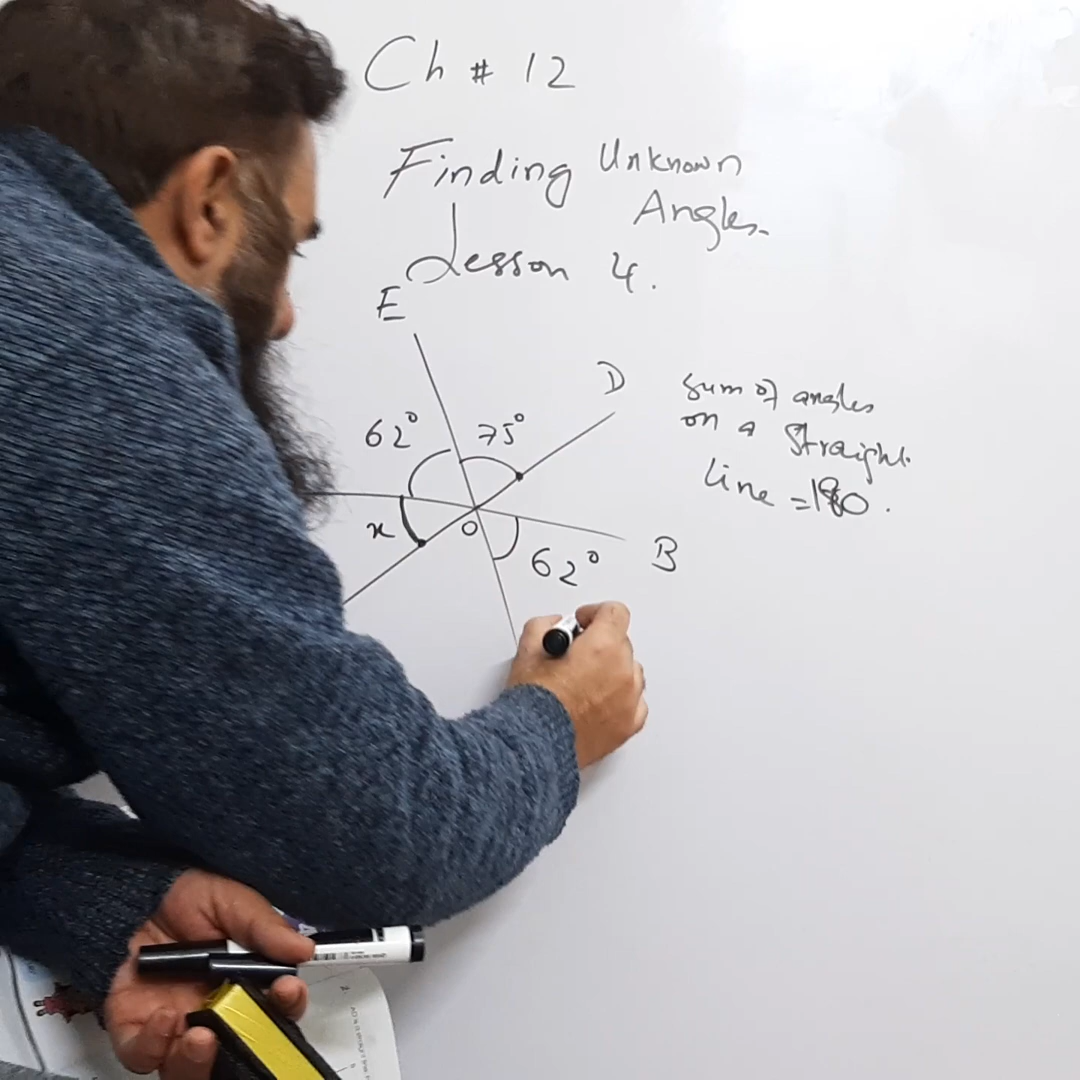 Ch # 12
Finding Unknown
Angles.
Lesson 4.
E
D
62° 75°
sum of angles
on a straight
line = 180.
x
O
62°
B